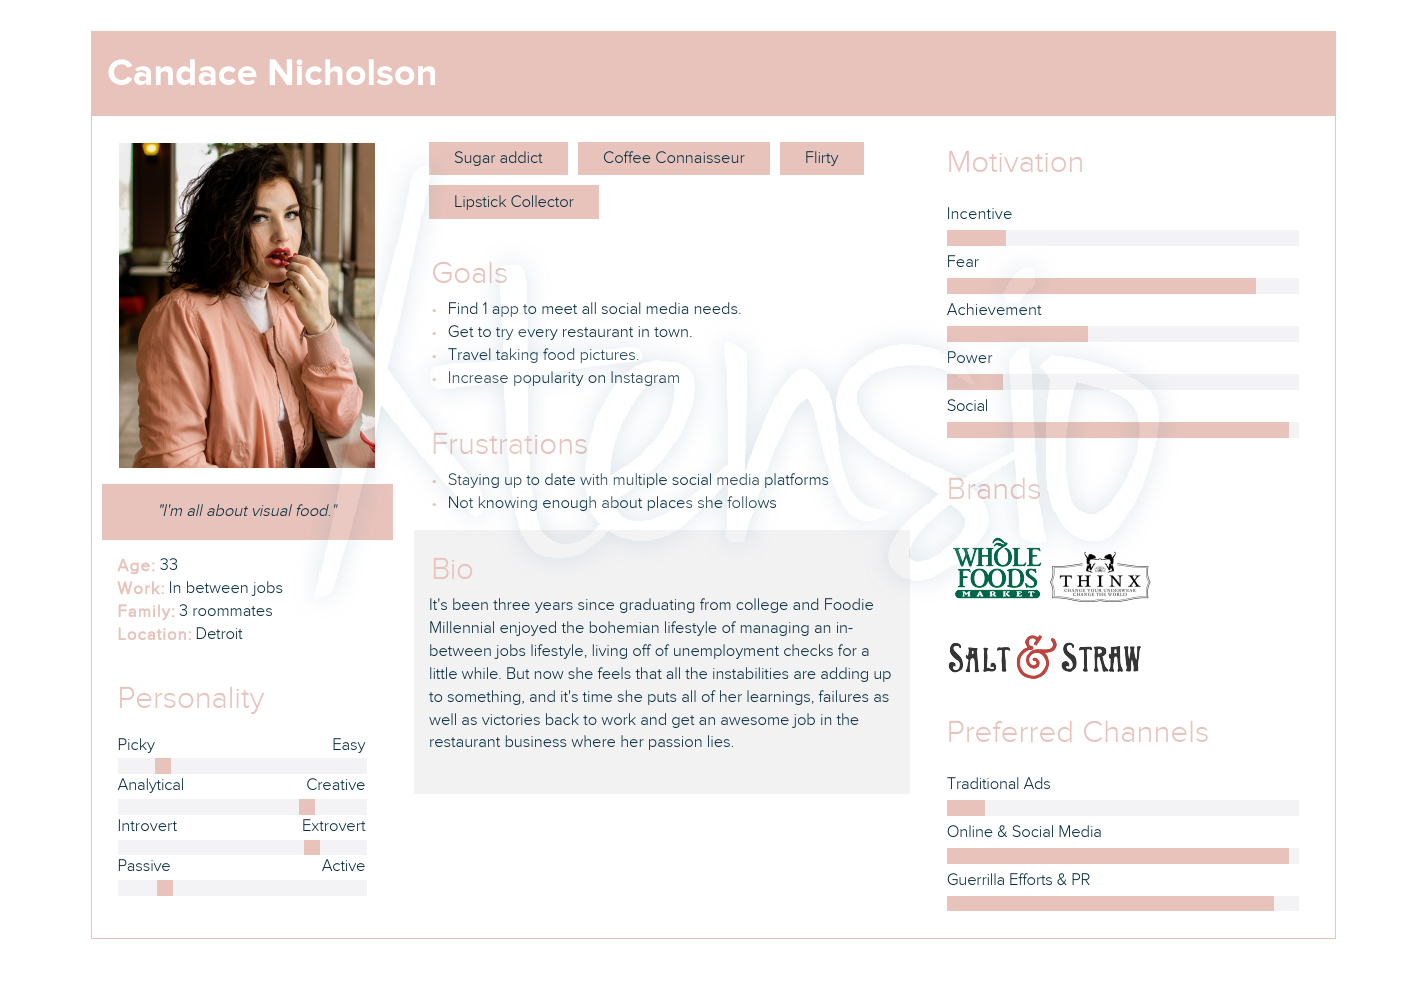 Candace Nicholson
"I'm all about visual food."
Age: 33
Work: In between jobs
Family: 3 roommates
Location: Detroit
Personality
Picky Easy
Analytical Creative
Introvert Extrovert
Passive Active
Sugar addict Coffee Connaisseur Flirty
Lipstick Collector
Goals
Find 1 app to meet all social media needs.
Get to try every restaurant in town.
Travel taking food pictures.
Increase popularity on Instagram
Frustrations
Staying up to date with multiple social media platforms
Not knowing enough about places she follows
Bio
It's been three years since graduating from college and Foodie
Millennial enjoyed the bohemian lifestyle of managing an in-
between jobs lifestyle, living off of unemployment checks for a
little while. But now she feels that all the instabilities are adding up
to something, and it's time she puts all of her learnings, failures as
well as victories back to work and get an awesome job in the
restaurant business where her passion lies.
Motivation
Incentive
Fear
Achievement
Power
Social
Brands
WHOLE
FOODS
MARKET
THINX
CHANGE YOUR UNDERWEAR
CHANGE THE WORLD
SALT & STRAW
Preferred Channels
Traditional Ads
Online & Social Media
Guerrilla Efforts & PR
Xtensio